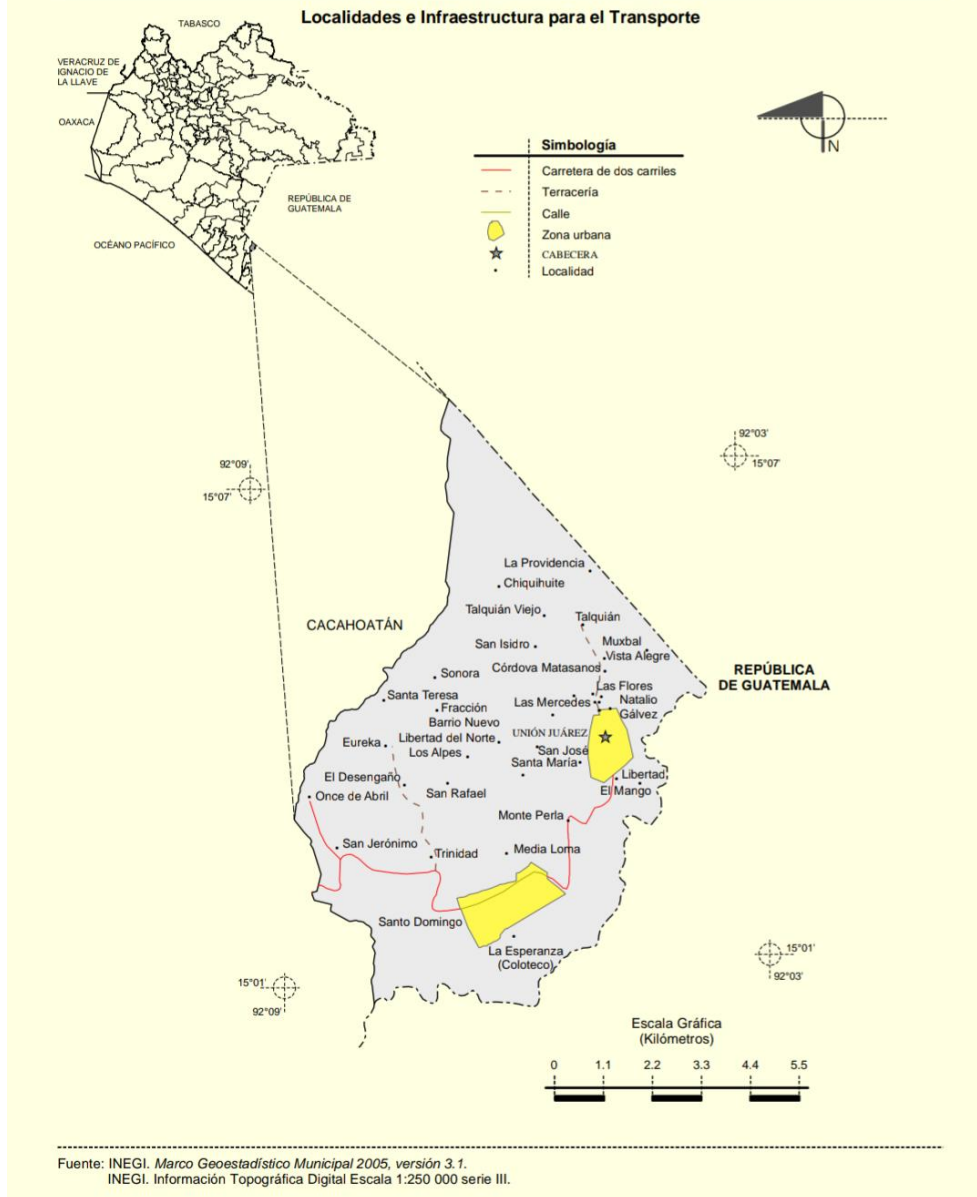 Localidades e Infraestructura para el Transporte
TABASCO
VERACRUZ DE
IGNACIO DE
LA LLAVE
OAXACA
REPÚBLICA DE
GUATEMALA
OCÉANO PACÍFICO
N
Simbología
Carretera de dos carriles
Terracería
Calle
Zona urbana
CABECERA
Localidad
92°03'
15°07'
92°09'
15°07'
La Providencia
Chiquihuite
Talquián Viejo
Talquián
CACAHOATÁN
San Isidro
Muxbal
Vista Alegre
Córdova Matasanos
REPÚBLICA
DE GUATEMALA
Sonora
Santa Teresa
Las Flores
Fracción
Barrio Nuevo
Las Mercedes
Natalio
Gálvez
Libertad del Norte
UNIÓN JUÁREZ
Eureka
Los Alpes
San José
Santa María
El Desengaño
Libertad
Once de Abril
San Rafael
El Mango
Monte Perla
San Jerónimo
Trinidad
Media Loma
Santo Domingo
La Esperanza
(Coloteco)
15°01'
92°03'
15°01'
92°09'
Escala Gráfica
(Kilómetros)
0 1.1 2.2 3.3 4.4 5.5
Fuente: INEGI. Marco Geoestadístico Municipal 2005, versión 3.1.
INEGI. Información Topográfica Digital Escala 1:250 000 serie III.